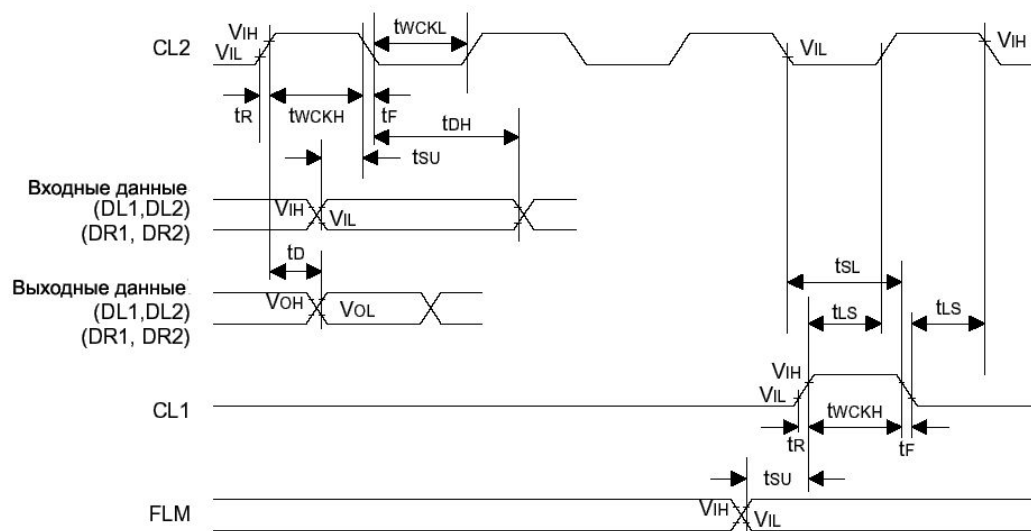 CL2
VIH
VIL
tWCKL
VIL
VIH
tR
tWCKH
tF
tDH
tSU
Входные данные
(DL1,DL2)
(DR1, DR2)
VIH
VIL
tD
tSL
Выходные данные
(DL1,DL2)
(DR1, DR2)
VOH
VOL
tLS
tLS
CL1
VIH
VIL
tR
tWCKH
tF
tSU
FLM
VIH
VIL